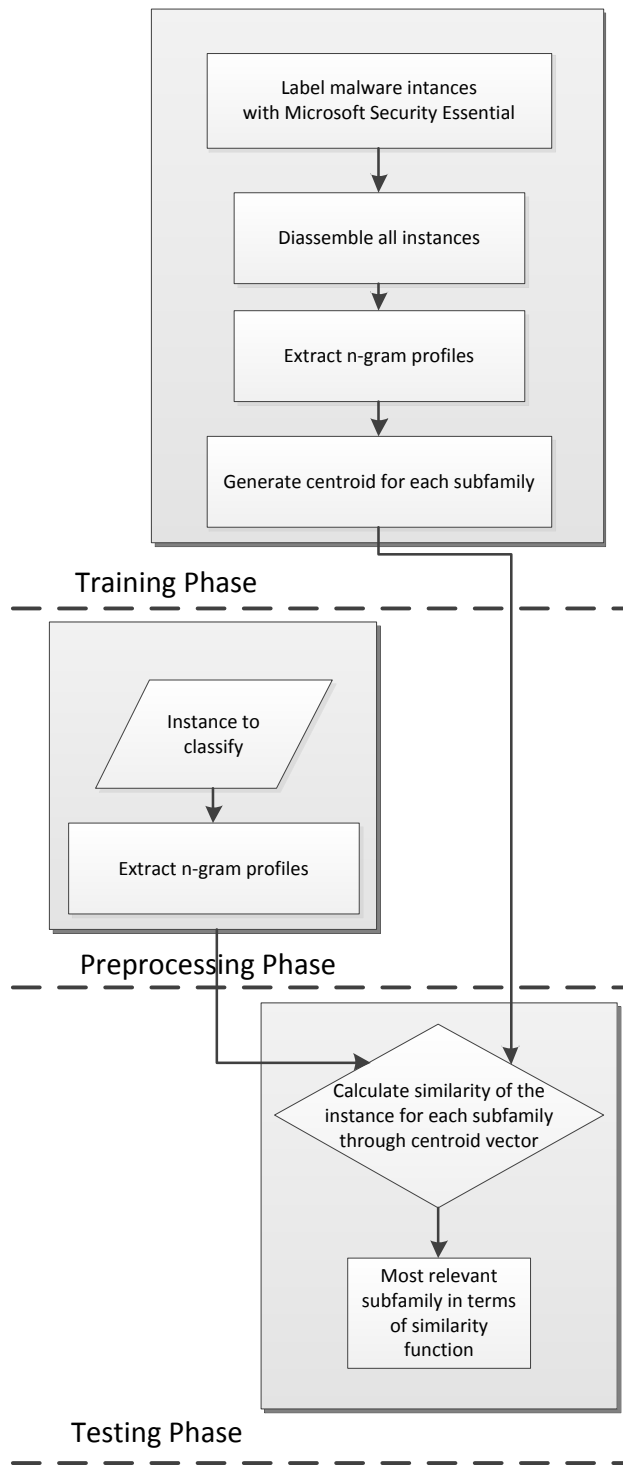 Label malware intances
with Microsoft Security Essential
Diassemble all instances
Extract n-gram profiles
Generate centroid for each subfamily
Training Phase
Instance to
classify
Extract n-gram profiles
Preprocessing Phase
Calculate similarity of the
instance for each subfamily
through centroid vector
Most relevant
subfamily in terms
of similarity
function
Testing Phase